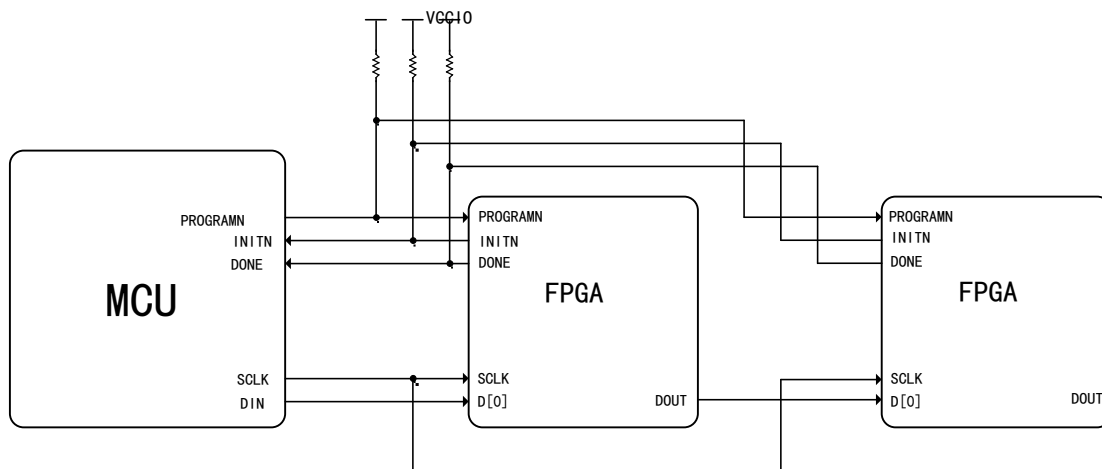 VCCIO
PROGRAMN
INITN
DONE
MCU
SCLK
DIN
PROGRAMN
INITN
DONE
FPGA
SCLK
D[0]
DOUT
PROGRAMN
INITN
DONE
FPGA
SCLK
D[0]
DOUT